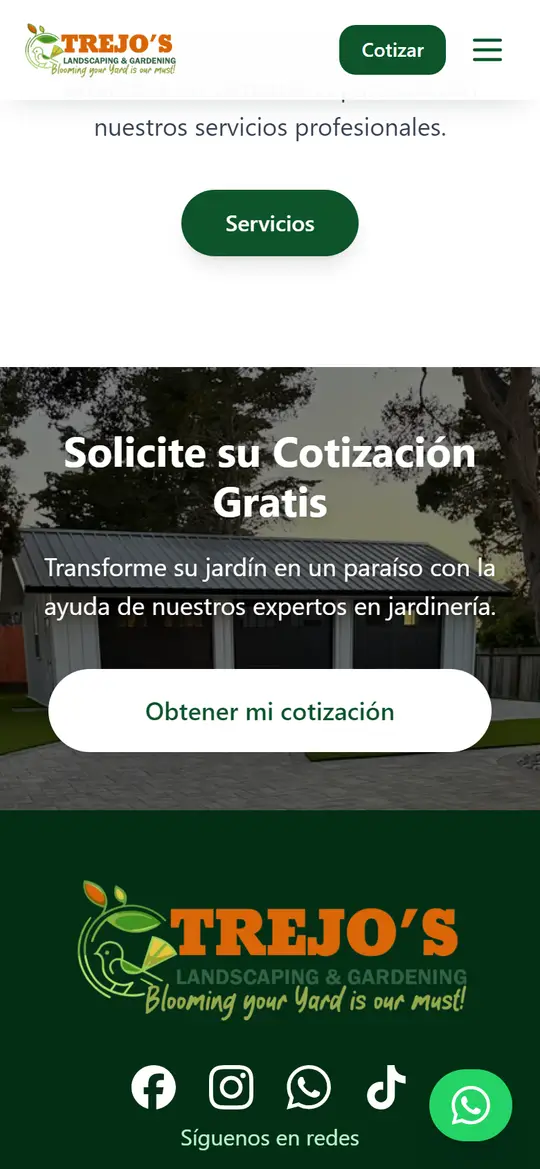 TREJO'S
LANDSCAPING & GARDENING
Blooming your Yard is our must!
Cotizar
nuestros servicios profesionales.
Servicios
Solicite su Cotización
Gratis
Transforme su jardín en un paraíso con la
ayuda de nuestros expertos en jardinería.
Obtener mi cotización
TREJO'S
LANDSCAPING & GARDENING
Blooming your Yard is our must!
Síguenos en redes